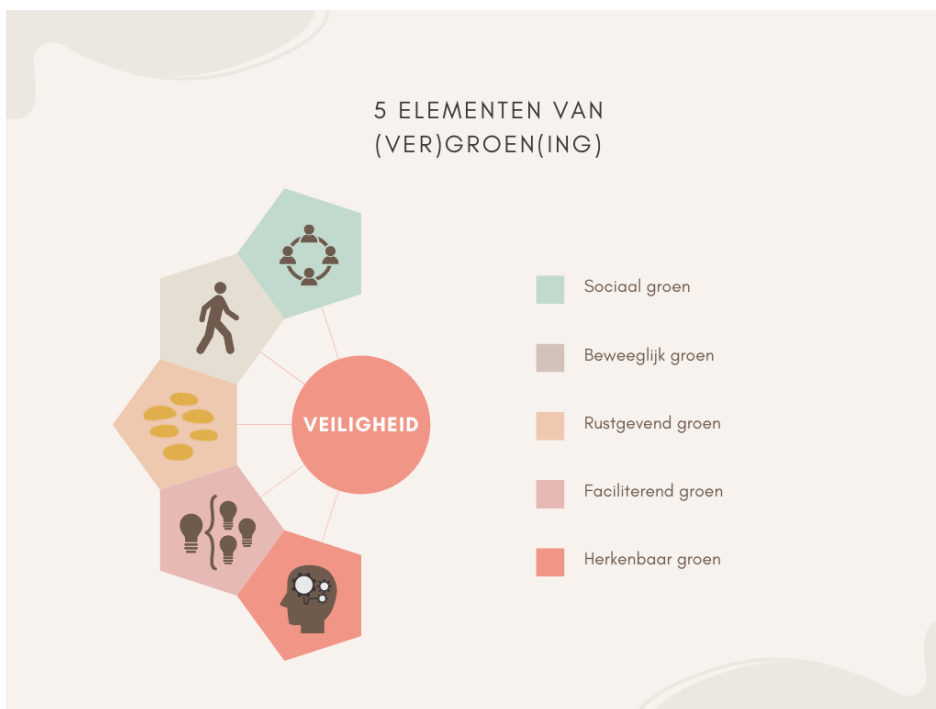 5 ELEMENTEN VAN
(VER)GROEN(ING)
VEILIGHEID
Sociaal groen
Beweeglijk groen
Rustgevend groen
Faciliterend groen
Herkenbaar groen